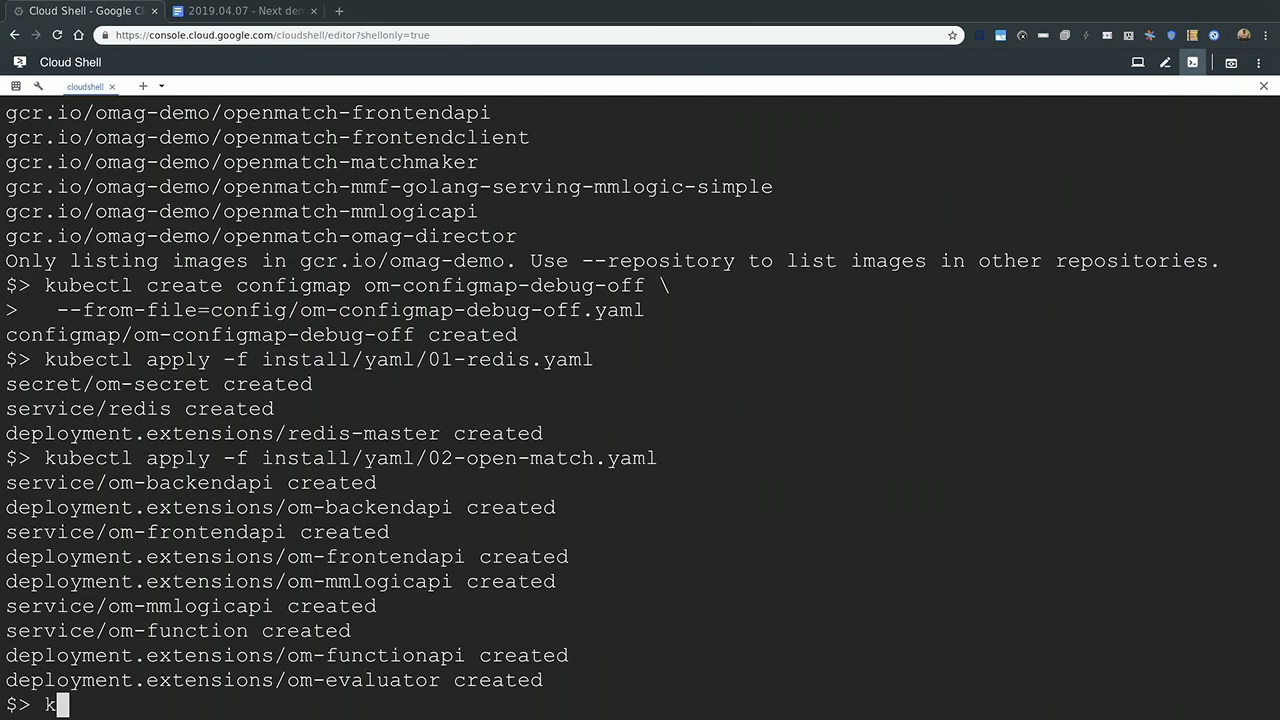 Cloud Shell - Google C
2019.04.07 - Next de
https://console.cloud.google.com/cloudshell/editor?shellonly=true
Cloud Shell
cloudshell
gcr.io/omag-demo/openmatch-frontendapi
gcr.io/omag-demo/openmatch-frontendclient
gcr.io/omag-demo/openmatch-matchmaker
gcr.io/omag-demo/openmatch-mmf-golang-serving-mmlogic-simple
gcr.io/omag-demo/openmatch-mmlogicapi
gcr.io/omag-demo/openmatch-omag-director
Only listing images in gcr.io/omag-demo. Use --repository to list images in other repositories.
$> kubectl create configmap om-configmap-debug-off \
>   --from-file=config/om-configmap-debug-off.yaml
configmap/om-configmap-debug-off created
$> kubectl apply -f install/yaml/01-redis.yaml
secret/om-secret created
service/redis created
deployment.extensions/redis-master created
$> kubectl apply -f install/yaml/02-open-match.yaml
service/om-backendapi created
deployment.extensions/om-backendapi created
service/om-frontendapi created
deployment.extensions/om-frontendapi created
deployment.extensions/om-mmlogicapi created
service/om-mmlogicapi created
service/om-function created
deployment.extensions/om-functionapi created
deployment.extensions/om-evaluator created
$> k